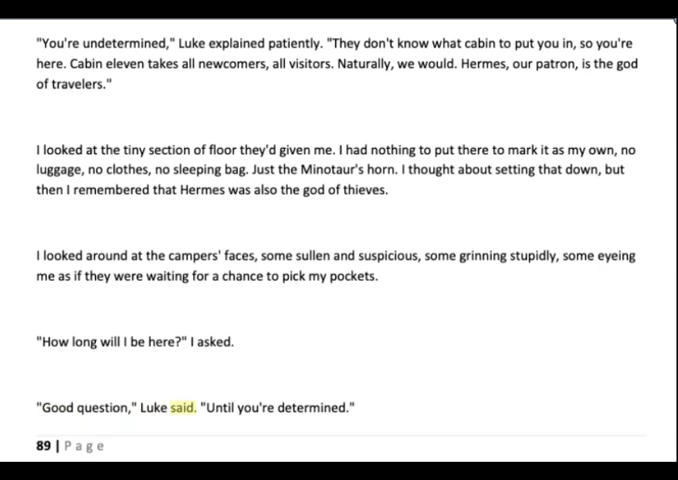 "You're undetermined," Luke explained patiently. "They don't know what cabin to put you in, so you're
here. Cabin eleven takes all newcomers, all visitors. Naturally, we would. Hermes, our patron, is the god
of travelers."
I looked at the tiny section of floor they'd given me. I had nothing to put there to mark it as my own, no
luggage, no clothes, no sleeping bag. Just the Minotaur's horn. I thought about setting that down, but
then I remembered that Hermes was also the god of thieves.
I looked around at the campers' faces, some sullen and suspicious, some grinning stupidly, some eyeing
me as if they were waiting for a chance to pick my pockets.
"How long will I be here?" I asked.
"Good question," Luke said. "Until you're determined."
89 | P a g e